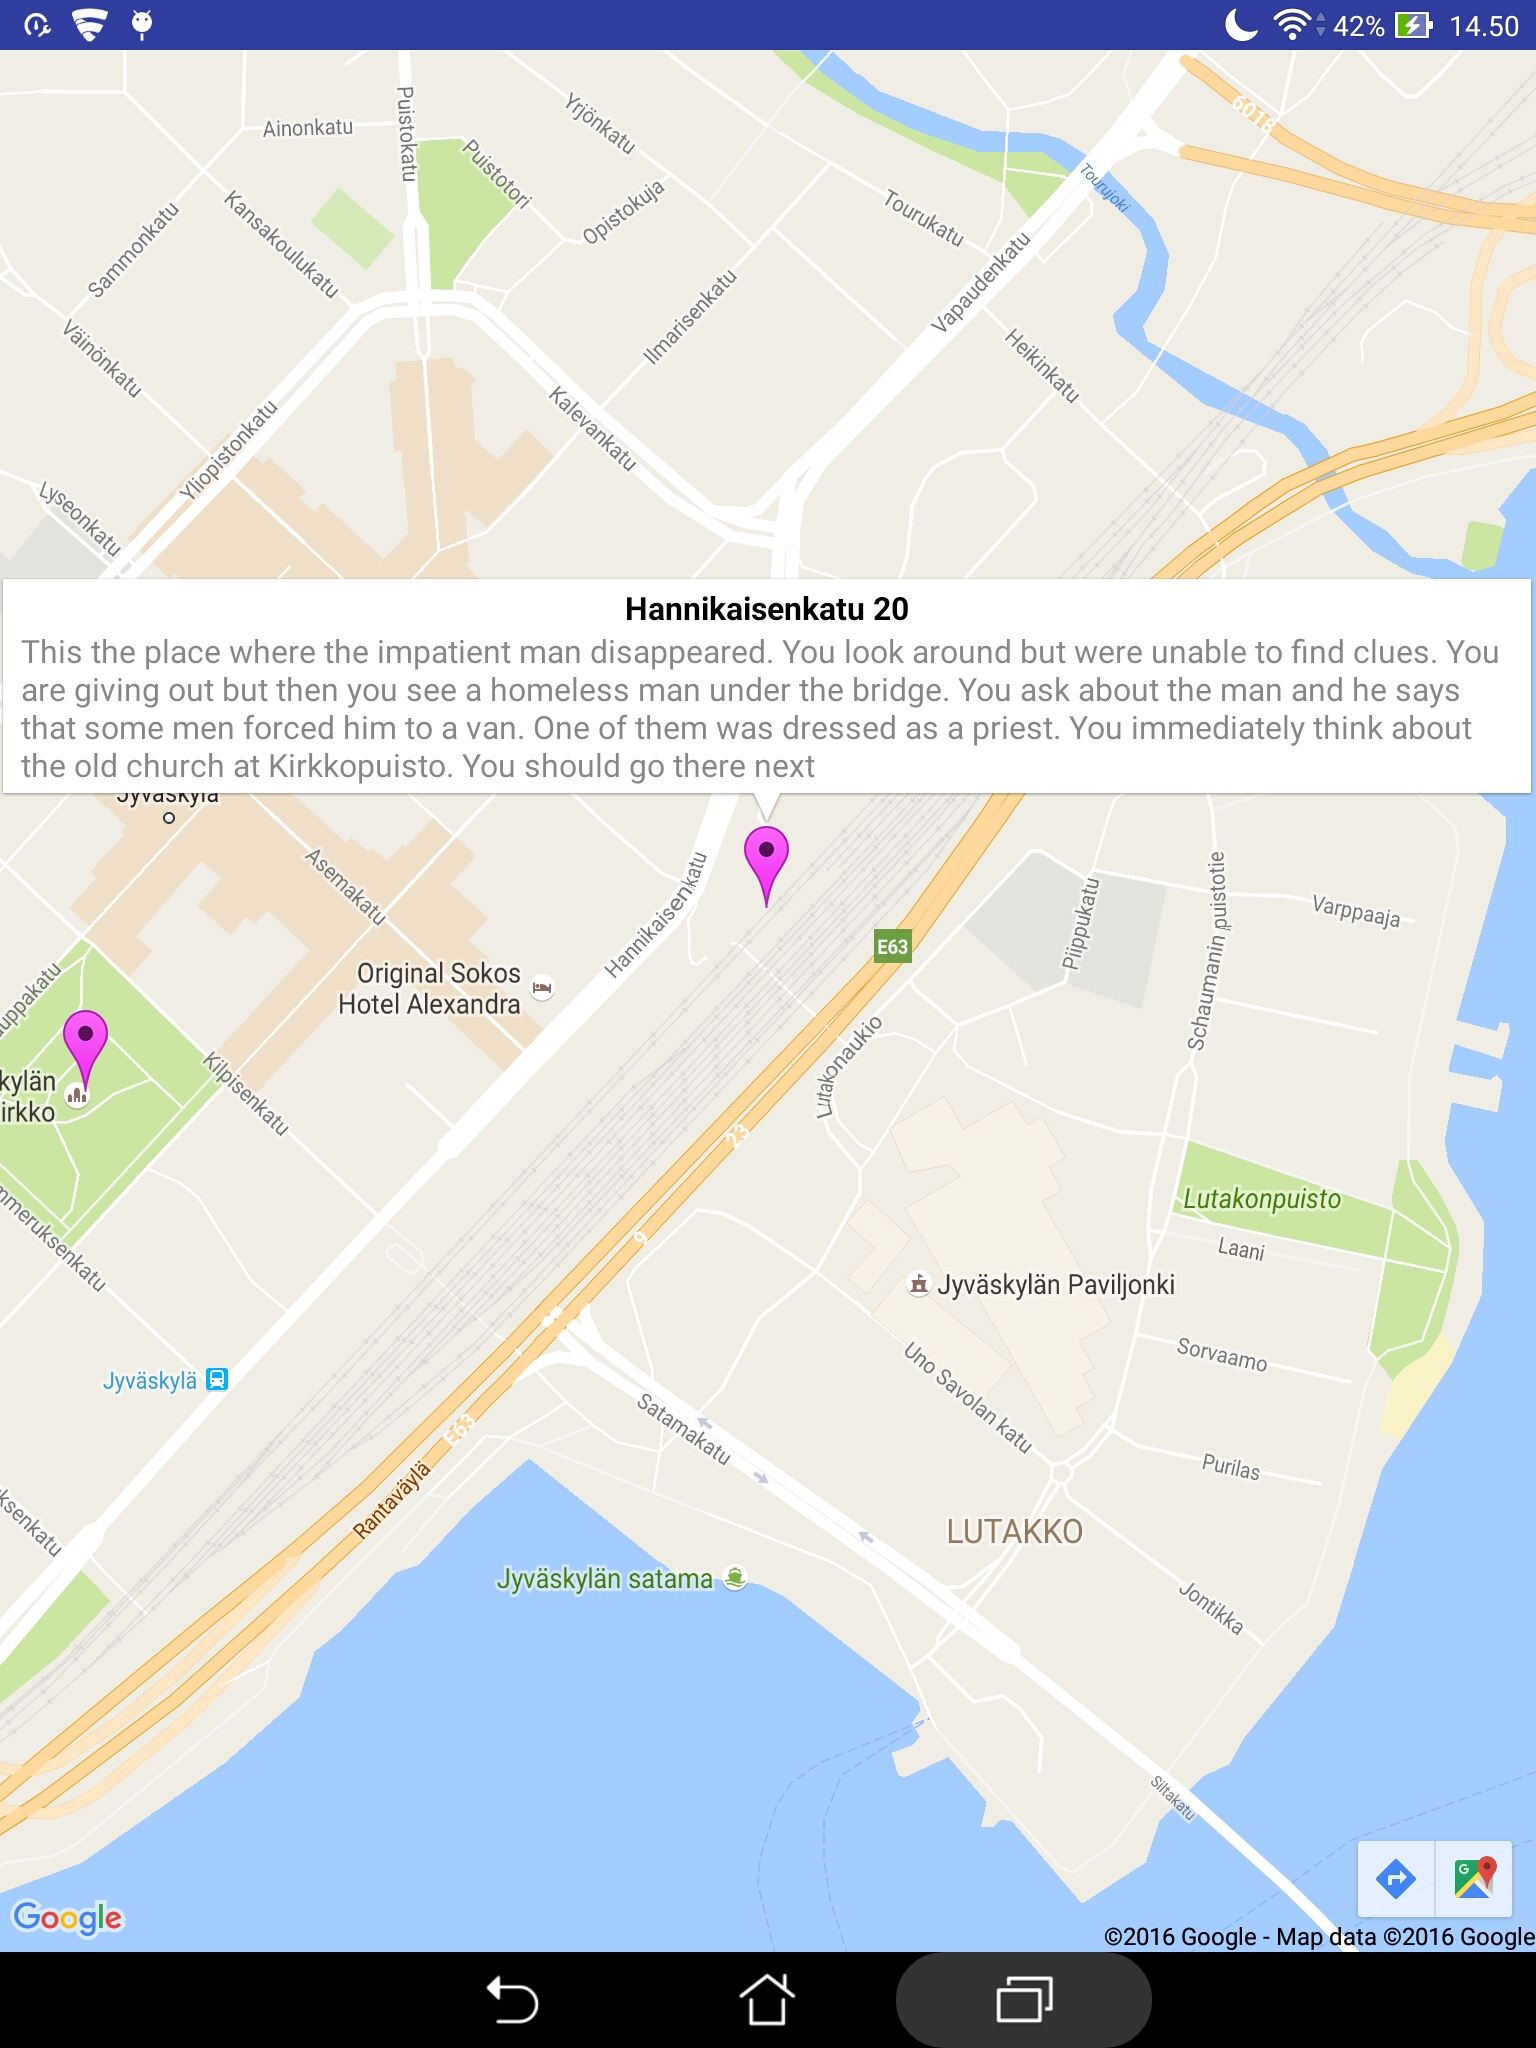 42% 14.50
6018
Puistokatu
Ainonkatu
Yrjönkatu
Puistotori
Opistokuja
Tourujoki
Tourukatu
Sammonkatu
Kansakoulukatu
Vapaudenkatu
Ilmarisenkatu
Väinönkatu
Heikinkatu
Kalevankatu
Yliopistonkatu
Lyseonkatu
Hannikaisenkatu 20
This the place where the impatient man disappeared. You look around but were unable to find clues. You
are giving out but then you see a homeless man under the bridge. You ask about the man and he says
that some men forced him to a van. One of them was dressed as a priest. You immediately think about
the old church at Kirkkopuisto. You should go there next
Jyväskylä
Asemakatu
Hannikaisenkatu
Piippukatu
Schaumanin puistotie
Varppaaja
E63
Original Sokos
Hotel Alexandra
uppakatu
Lutakonaukio
kylän
irkko
Kilpisenkatu
23
Lutakonpuisto
9
Laani
mmeruksenkatu
Jyväskylän Paviljonki
Jyväskylä
Sorvaamo
Uno Savolan katu
Satamakatu
E63
Rantaväylä
Purilas
ksenkatu
LUTAKKO
Jyväskylän satama
Jontikka
Siltakatu
G
Google
©2016 Google - Map data ©2016 Google